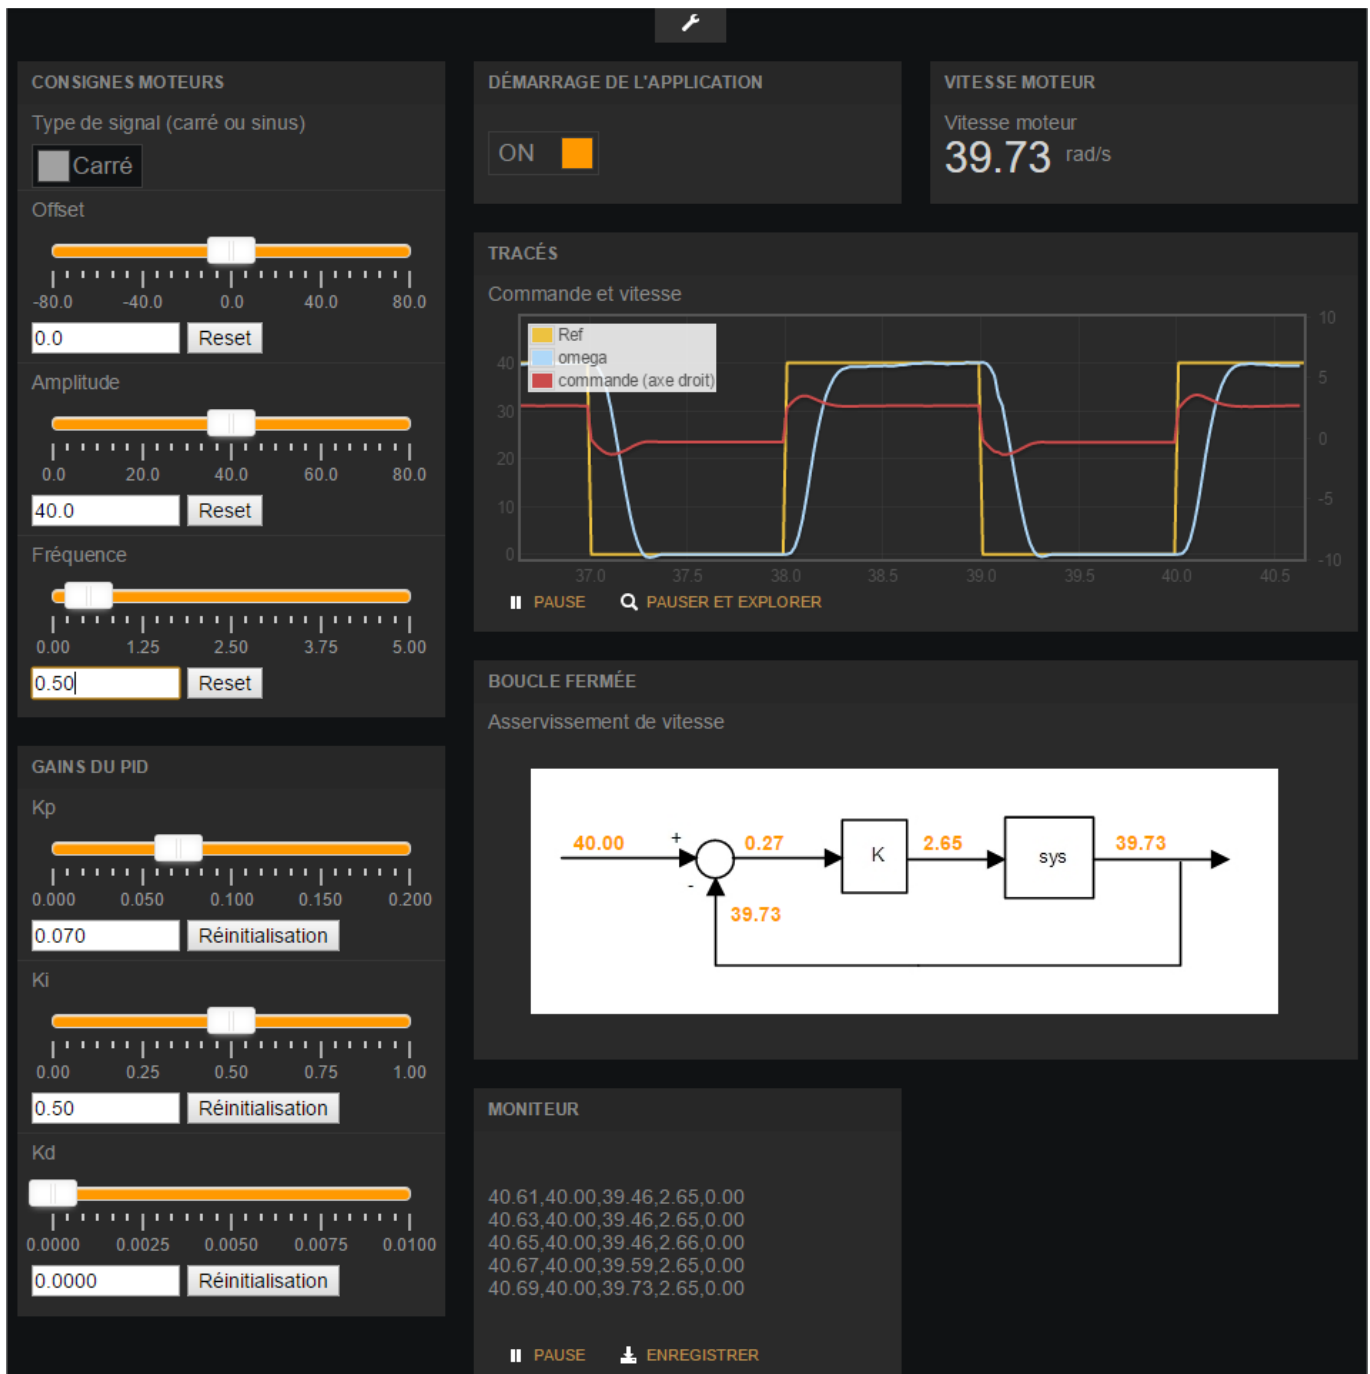 CONSIGNES MOTEURS
Type de signal (carré ou sinus)
Carré
Offset
-80.0 -40.0 0.0 40.0 80.0
0.0 Reset
Amplitude
0.0 20.0 40.0 60.0 80.0
40.0 Reset
Fréquence
0.00 1.25 2.50 3.75 5.00
0.50 Reset
GAINS DU PID
Kp
0.000 0.050 0.100 0.150 0.200
0.070 Réinitialisation
Ki
0.00 0.25 0.50 0.75 1.00
0.50 Réinitialisation
Kd
0.0000 0.0025 0.0050 0.0075 0.0100
0.0000 Réinitialisation
DÉMARRAGE DE L'APPLICATION
ON
VITESSE MOTEUR
Vitesse moteur
39.73 rad/s
TRACÉS
Commande et vitesse
Ref
omega
commande (axe droit)
40
30
20
10
0
10
5
0
-5
-10
37.0 37.5 38.0 38.5 39.0 39.5 40.0 40.5
PAUSE PAUSER ET EXPLORER
BOUCLE FERMÉE
Asservissement de vitesse
40.00 + 0.27 K 2.65 sys 39.73
-
39.73
MONITEUR
40.61,40.00,39.46,2.65,0.00
40.63,40.00,39.46,2.65,0.00
40.65,40.00,39.46,2.66,0.00
40.67,40.00,39.59,2.65,0.00
40.69,40.00,39.73,2.65,0.00
PAUSE ENREGISTRER